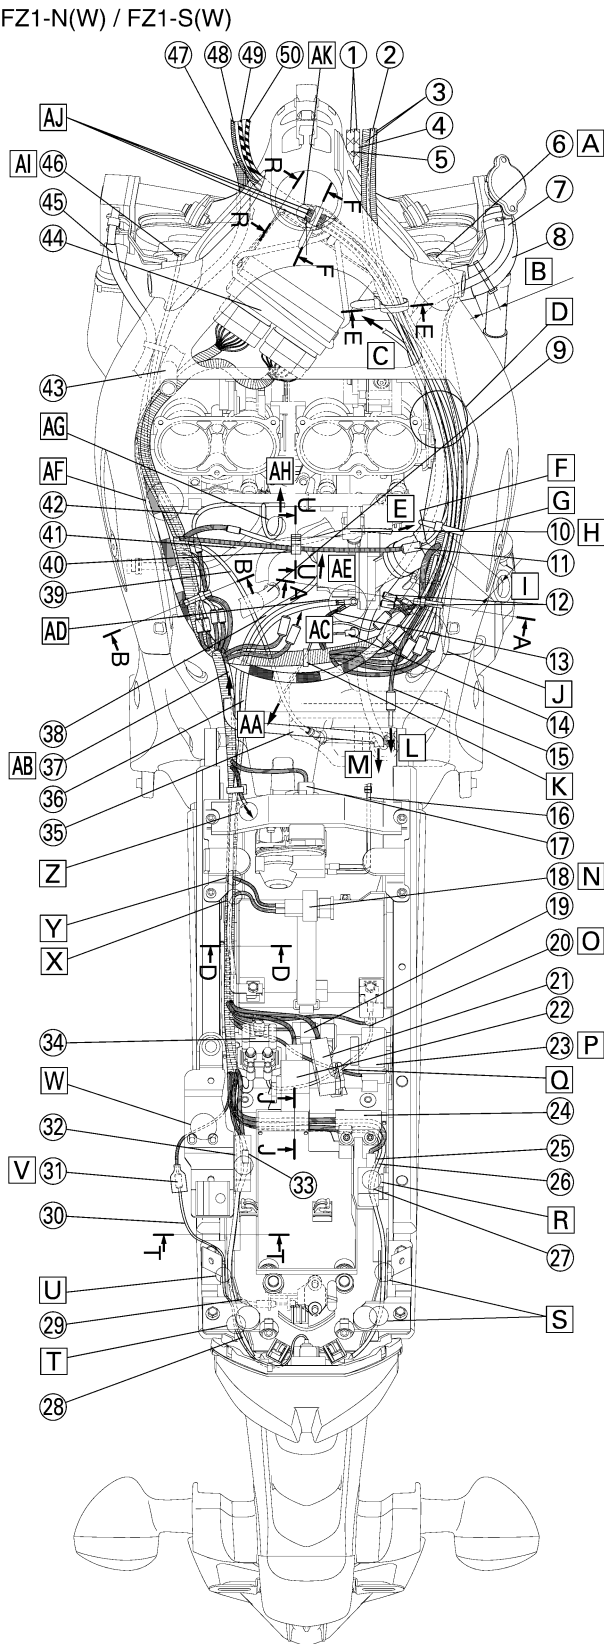 FZ1-N(W) / FZ1-S(W)
47 48 49 50 AK 1 2
3
AJ
4
5
6 A
AI 46
7
45
8
44
R
F
R
F
B
E
E
C
D
9
43
AG
AF
AH
F
42
U
E
G
41
10 H
40
11
39
B
U
A
AE
I
12
AD
AC
A
B
13
J
38
14
AA
L
15
AB 37
M
K
36
16
35
17
Z
18 N
19
Y
20 O
X
D
D
21
22
34
23 P
Q
W
J
24
32
25
J
V 31
33
26
30
R
T
T
27
U
29
S
T
28